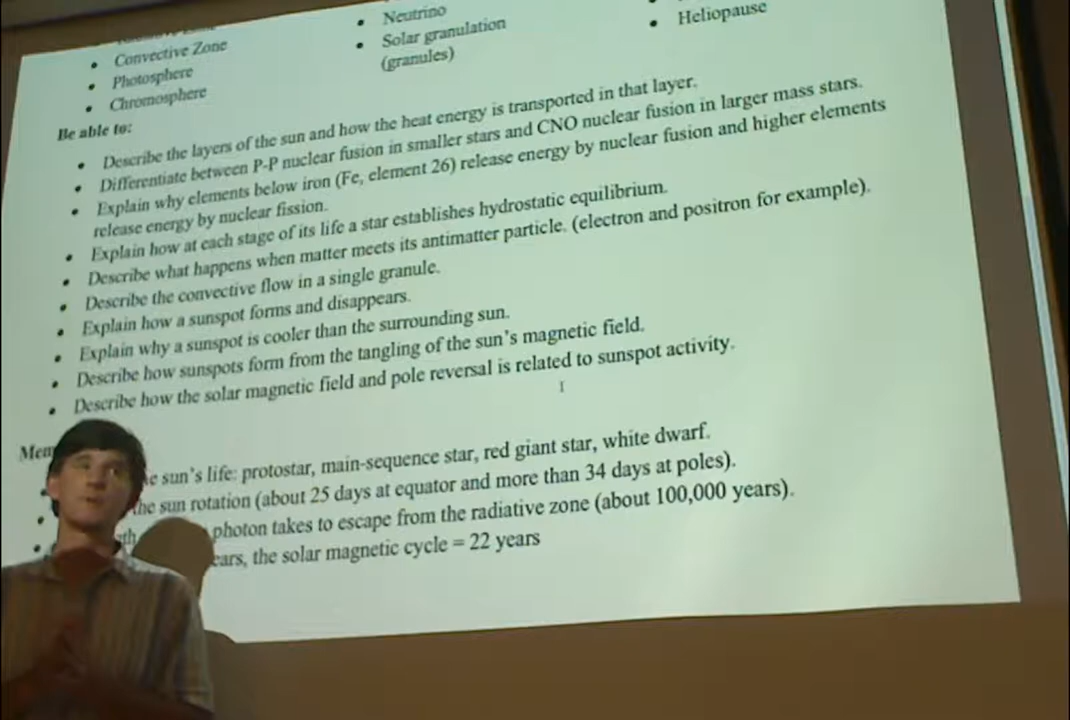 Convective Zone
Photosphere
Chromosphere
Neutrino
Solar granulation
(granules)
Heliopause
Be able to:
Describe the layers of the sun and how the heat energy is transported in that layer.
Differentiate between P-P nuclear fusion in smaller stars and CNO nuclear fusion in larger mass stars.
Explain why elements below iron (Fe, element 26) release energy by nuclear fusion and higher elements
release energy by nuclear fission.
Explain how at each stage of its life a star establishes hydrostatic equilibrium.
Describe what happens when matter meets its antimatter particle. (electron and positron for example).
Describe the convective flow in a single granule.
Explain how a sunspot forms and disappears.
Explain why a sunspot is cooler than the surrounding sun.
Describe how sunspots form from the tangling of the sun's magnetic field.
Describe how the solar magnetic field and pole reversal is related to sunspot activity.
sun's life: protostar, main-sequence star, red giant star, white dwarf.
the sun rotation (about 25 days at equator and more than 34 days at poles).
photon takes to escape from the radiative zone (about 100,000 years).
the solar magnetic cycle = 22 years